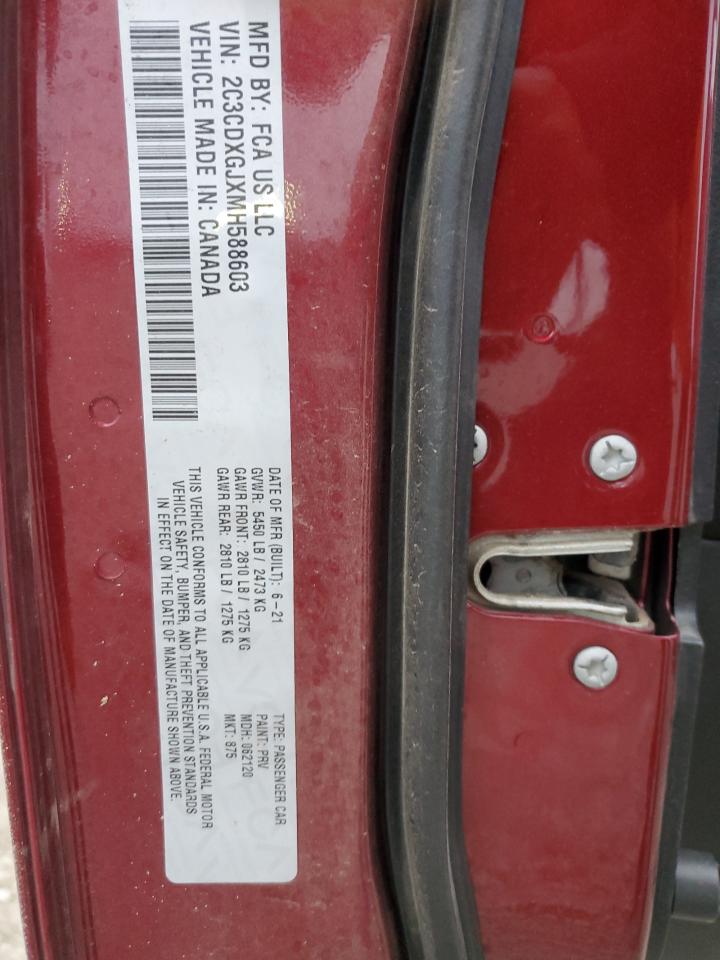 MFD BY: FCA US LLC
VIN: 2C3CDXGJXMH588603
VEHICLE MADE IN: CANADA
DATE OF MFR (BUILT): 6-21
GVWR: 5450 LB / 2473 KG
GAWR FRONT: 2810 LB / 1275 KG
GAWR REAR: 2810 LB / 1275 KG
THIS VEHICLE CONFORMS TO ALL APPLICABLE U.S.A. FEDERAL MOTOR
VEHICLE SAFETY, BUMPER, AND THEFT PREVENTION STANDARDS
IN EFFECT ON THE DATE OF MANUFACTURE SHOWN ABOVE.
TYPE: PASSENGER CAR
PAINT: PRV
MDH: 062120
MKT: 875